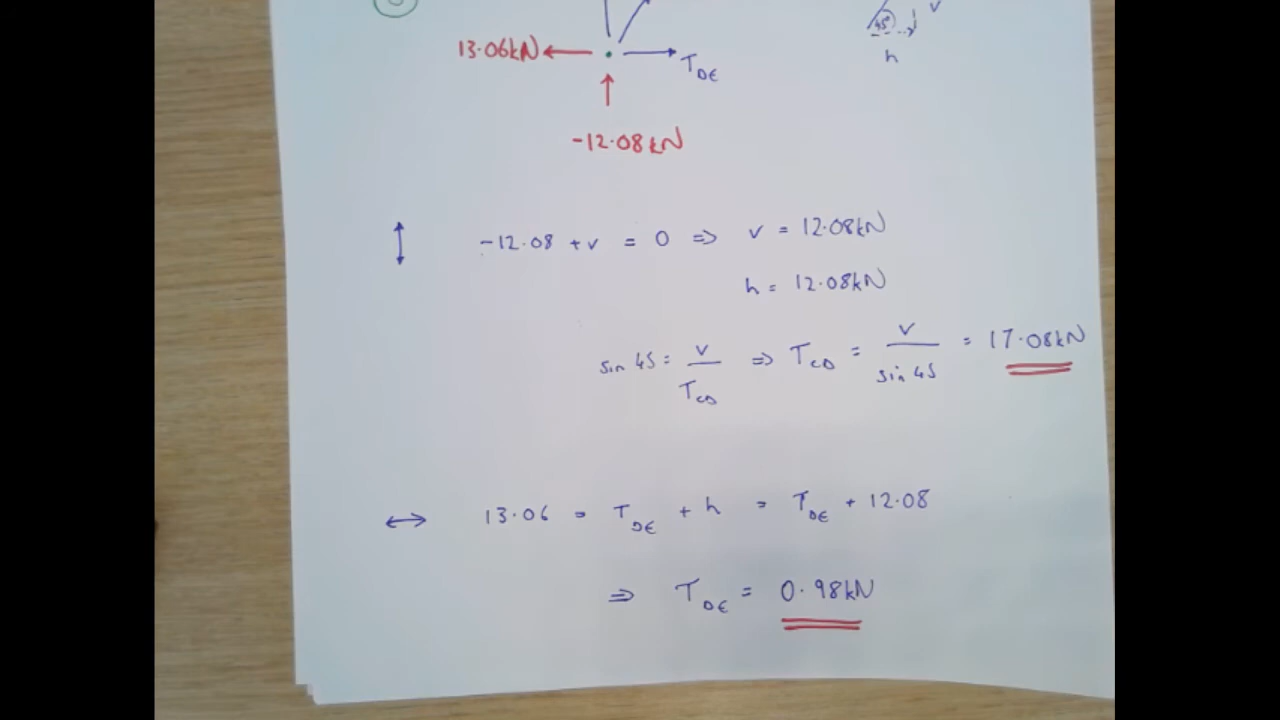 45° v
h
13.06kN T_DE
-12.08kN
↕ -12.08 + v = 0 ⇒ v = 12.08kN
h = 12.08kN
sin 45 = v / T_CD ⇒ T_CD = v / sin 45 = 17.08kN
↔ 13.06 = T_DE + h = T_DE + 12.08
⇒ T_DE = 0.98kN